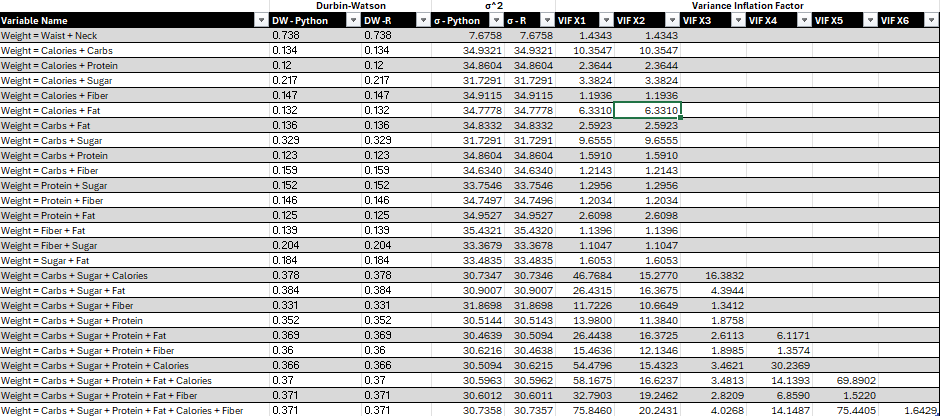 Durbin-Watson σ^2 Variance Inflation Factor
Variable Name DW - Python DW -R σ - Python σ - R VIF X1 VIF X2 VIF X3 VIF X4 VIF X5 VIF X6
Weight = Waist + Neck 0.738 0.738 7.6758 7.6758 1.4343 1.4343
Weight = Calories + Carbs 0.134 0.134 34.9321 34.9321 10.3547 10.3547
Weight = Calories + Protein 0.12 0.12 34.8604 34.8604 2.3644 2.3644
Weight = Calories + Sugar 0.217 0.217 31.7291 31.7291 3.3824 3.3824
Weight = Calories + Fiber 0.147 0.147 34.9115 34.9115 1.1936 1.1936
Weight = Calories + Fat 0.132 0.132 34.7778 34.7778 6.3310 6.3310
Weight = Carbs + Fat 0.136 0.136 34.8332 34.8332 2.5923 2.5923
Weight = Carbs + Sugar 0.329 0.329 31.7291 31.7291 9.6555 9.6555
Weight = Carbs + Protein 0.123 0.123 34.8604 34.8604 1.5910 1.5910
Weight = Carbs + Fiber 0.159 0.159 34.6340 34.6340 1.2143 1.2143
Weight = Protein + Sugar 0.152 0.152 33.7546 33.7546 1.2956 1.2956
Weight = Protein + Fiber 0.146 0.146 34.7497 34.7496 1.2034 1.2034
Weight = Protein + Fat 0.125 0.125 34.9527 34.9527 2.6098 2.6098
Weight = Fiber + Fat 0.139 0.139 35.4321 35.4320 1.1396 1.1396
Weight = Fiber + Sugar 0.204 0.204 33.3679 33.3678 1.1047 1.1047
Weight = Sugar + Fat 0.184 0.184 33.4835 33.4835 1.6053 1.6053
Weight = Carbs + Sugar + Calories 0.378 0.378 30.7347 30.7346 46.7684 15.2770 16.3832
Weight = Carbs + Sugar + Fat 0.384 0.384 30.9007 30.9007 26.4315 16.3675 4.3944
Weight = Carbs + Sugar + Fiber 0.331 0.331 31.8698 31.8698 11.7226 10.6649 1.3412
Weight = Carbs + Sugar + Protein 0.352 0.352 30.5144 30.5143 13.9800 11.3840 1.8758
Weight = Carbs + Sugar + Protein + Fat 0.369 0.369 30.4639 30.5094 26.4438 16.3725 2.6113 6.1171
Weight = Carbs + Sugar + Protein + Fiber 0.36 0.36 30.6216 30.4638 15.4636 12.1346 1.8985 1.3574
Weight = Carbs + Sugar + Protein + Calories 0.366 0.366 30.5094 30.6215 54.4796 15.4323 3.4621 30.2369
Weight = Carbs + Sugar + Protein + Fat + Calories 0.37 0.37 30.5963 30.5962 58.1675 16.6237 3.4813 14.1393 69.8902
Weight = Carbs + Sugar + Protein + Fat + Fiber 0.371 0.371 30.6012 30.6011 32.7903 19.2462 2.8209 6.8590 1.5220
Weight = Carbs + Sugar + Protein + Fat + Calories + Fiber 0.371 0.371 30.7358 30.7357 75.8460 20.2431 4.0268 14.1487 75.4405 1.6429